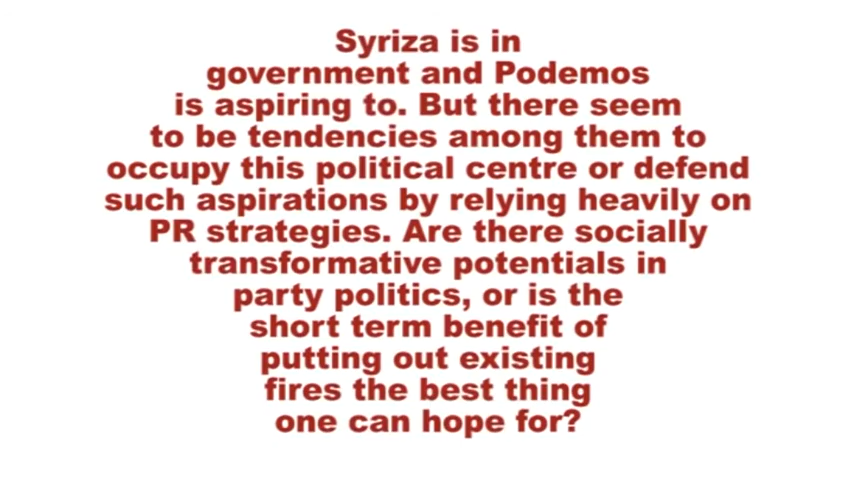 Syriza is in
government and Podemos
is aspiring to. But there seem
to be tendencies among them to
occupy this political centre or defend
such aspirations by relying heavily on
PR strategies. Are there socially
transformative potentials in
party politics, or is the
short term benefit of
putting out existing
fires the best thing
one can hope for?